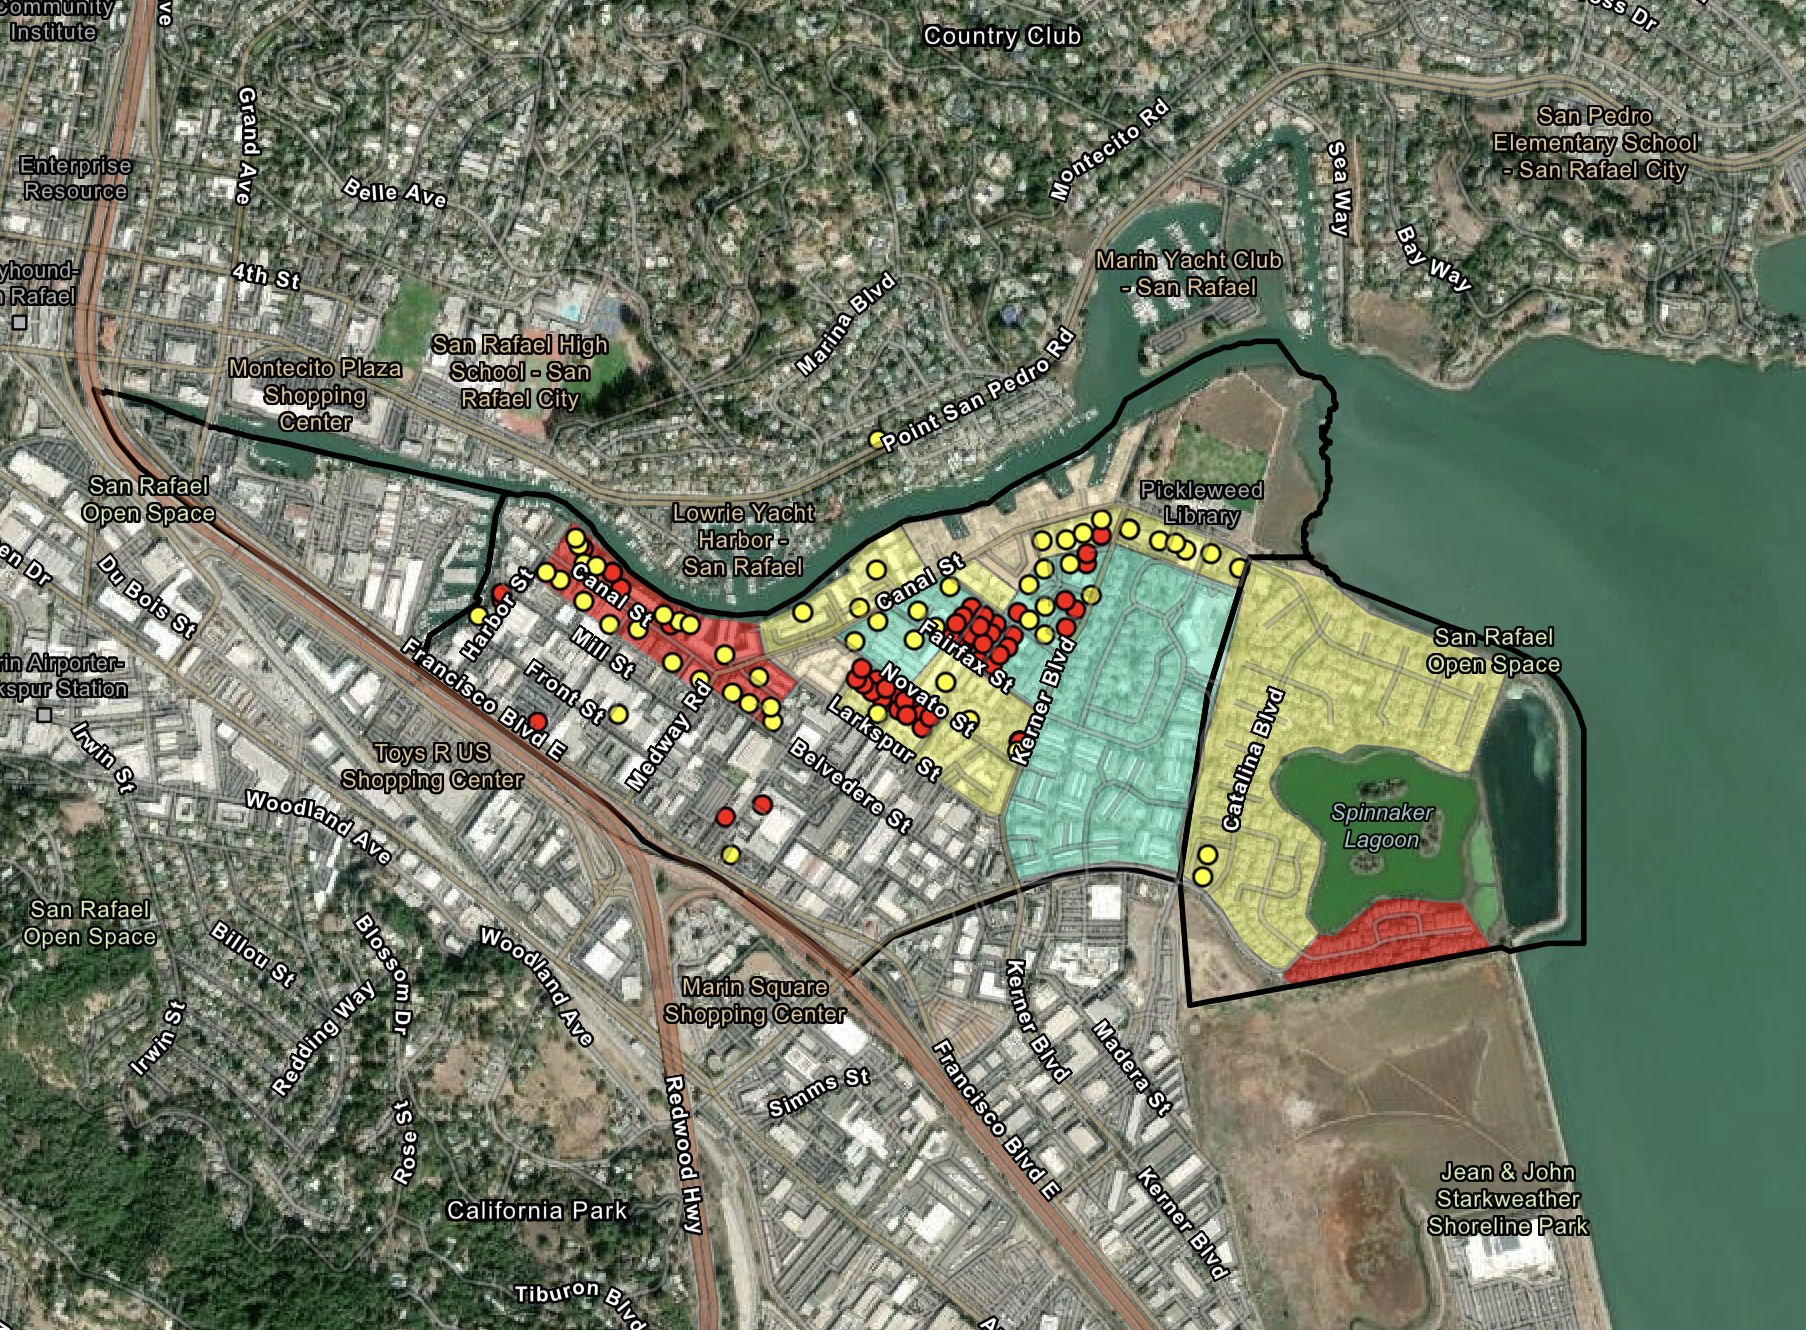 Community
Institute
Country Club
Grand Ave
Montecito Rd
San Pedro
Elementary School
- San Rafael City
Sea Way
Enterprise
Resource
Belle Ave
Bay Way
4th St
Rafael
Marin Yacht Club
- San Rafael
Marina Blvd
San Rafael High
School - San
Rafael City
Montecito Plaza
Shopping
Center
Point San Pedro Rd
San Rafael
Open Space
Pickleweed
Library
Lowrie Yacht
Harbor -
San Rafael
Du Bois St
Harbor St
Canal St
Canal St
Mill St
Fairfax St
Kerner Blvd
San Rafael
Open Space
Station
Francisco Blvd E
Front St
Medway Rd
Novato St
Larkspur St
Catalina Blvd
Irwin St
Toys R US
Shopping Center
Belvedere St
Woodland Ave
Spinnaker
Lagoon
San Rafael
Open Space
Billou St
Blossom Dr
Woodland Ave
Marin Square
Shopping Center
Kerner Blvd
Irwin St
Redding Way
Madera St
Simms St
Francisco Blvd E
Rose St
Redwood Hwy
Kerner Blvd
Jean & John
Starkweather
Shoreline Park
California Park
Tiburon Blvd